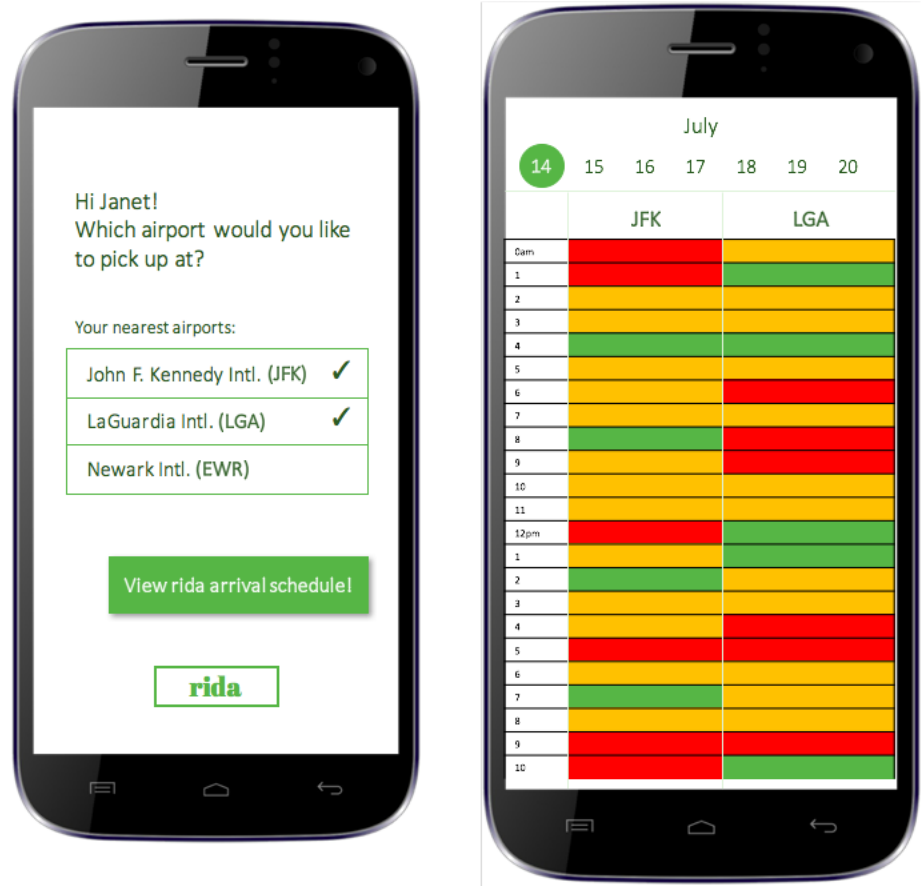 Hi Janet!
Which airport would you like
to pick up at?
Your nearest airports:
John F. Kennedy Intl. (JFK) ✓
LaGuardia Intl. (LGA) ✓
Newark Intl. (EWR)
View rida arrival schedule!
rida
July
14 15 16 17 18 19 20
JFK LGA
0am
1
2
3
4
5
6
7
8
9
10
11
12pm
1
2
3
4
5
6
7
8
9
10